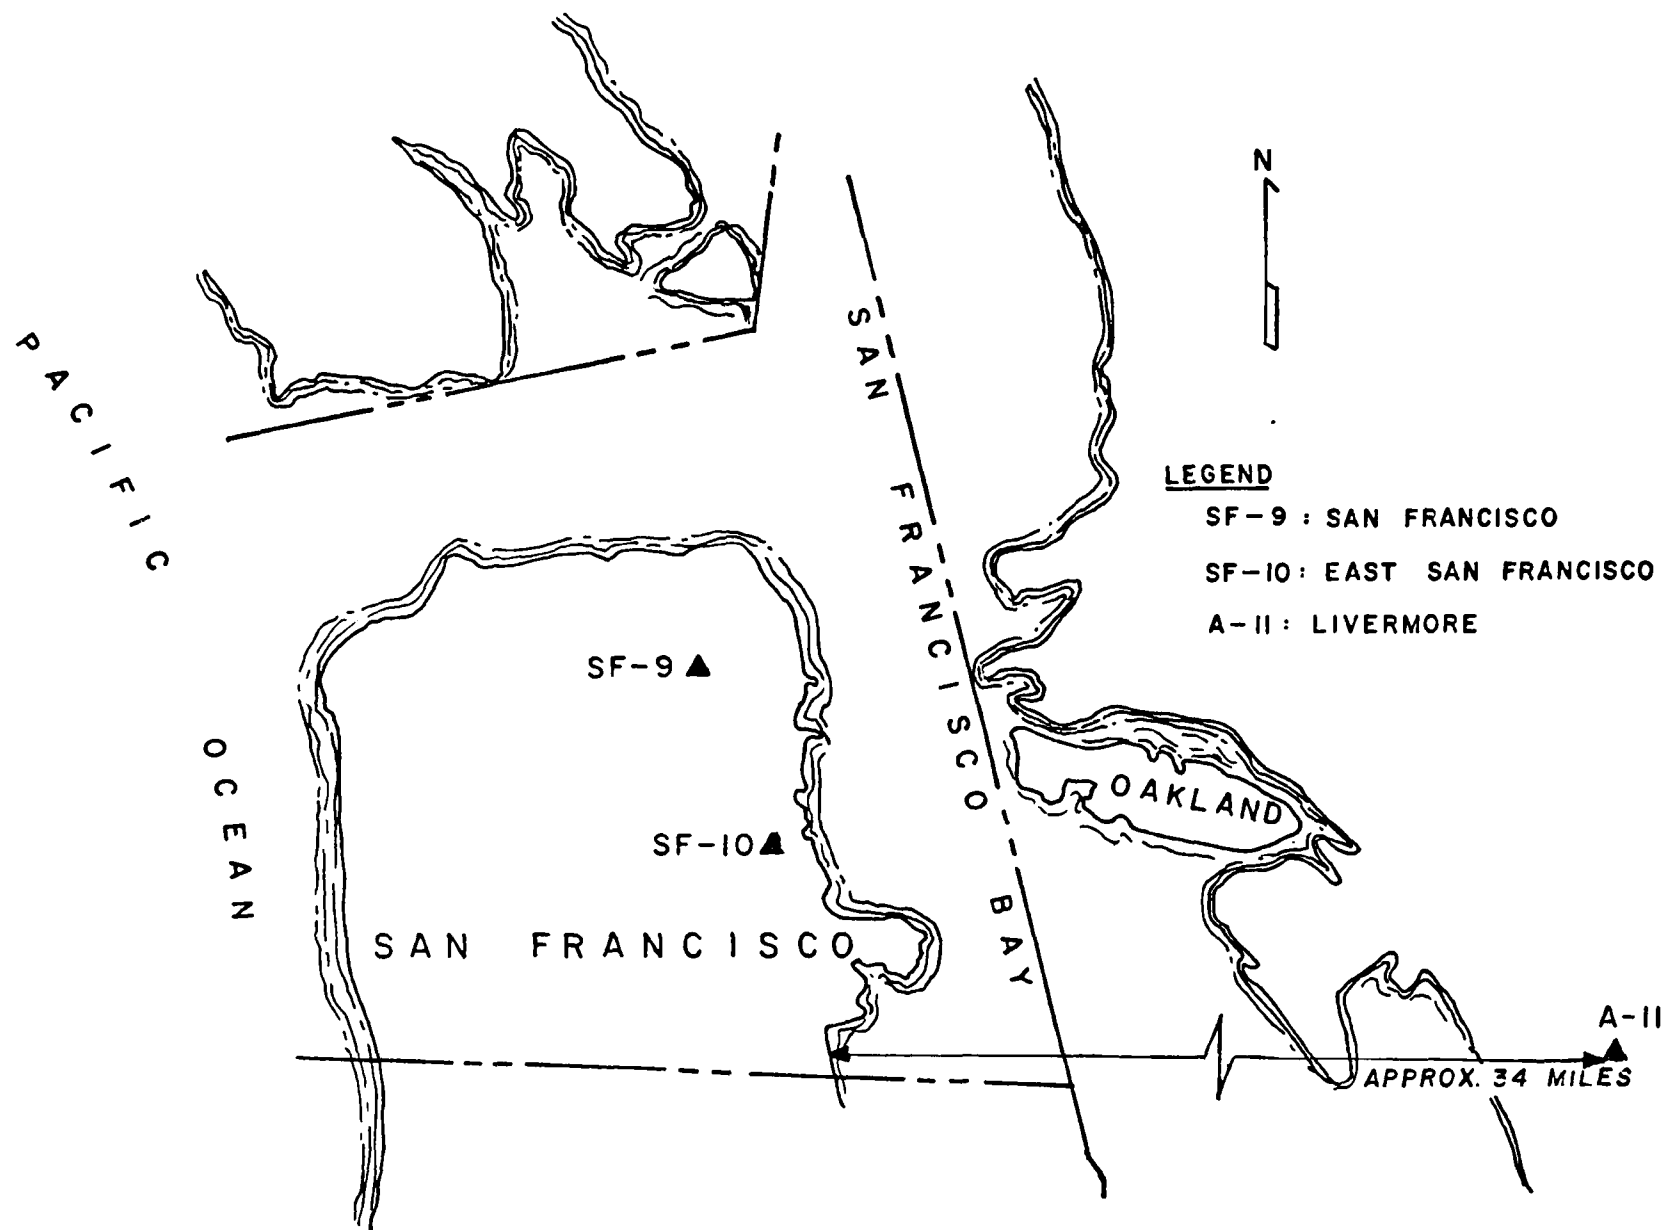 N
PACIFIC
OCEAN
SAN FRANCISCO BAY
LEGEND
SF-9 : SAN FRANCISCO
SF-10 : EAST SAN FRANCISCO
A-11 : LIVERMORE
SF-9
OAKLAND
SF-10
SAN FRANCISCO
A-11
APPROX. 34 MILES